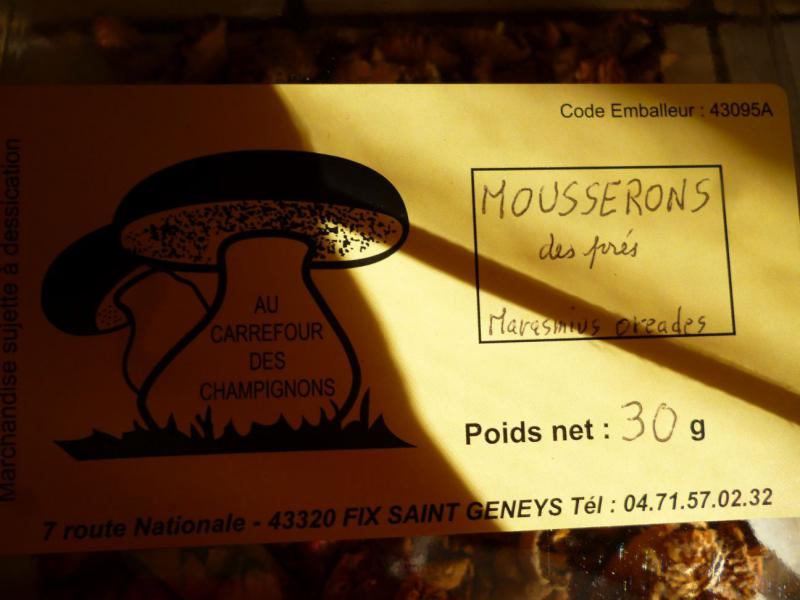 Code Emballeur : 43095A
MOUSSERONS
des prés
Marasmius oreades
AU
CARREFOUR
DES
CHAMPIGNONS
Poids net : 30 g
7 route Nationale - 43320 FIX SAINT GENEYS Tél : 04.71.57.02.32
Marchandise sujette à dessication